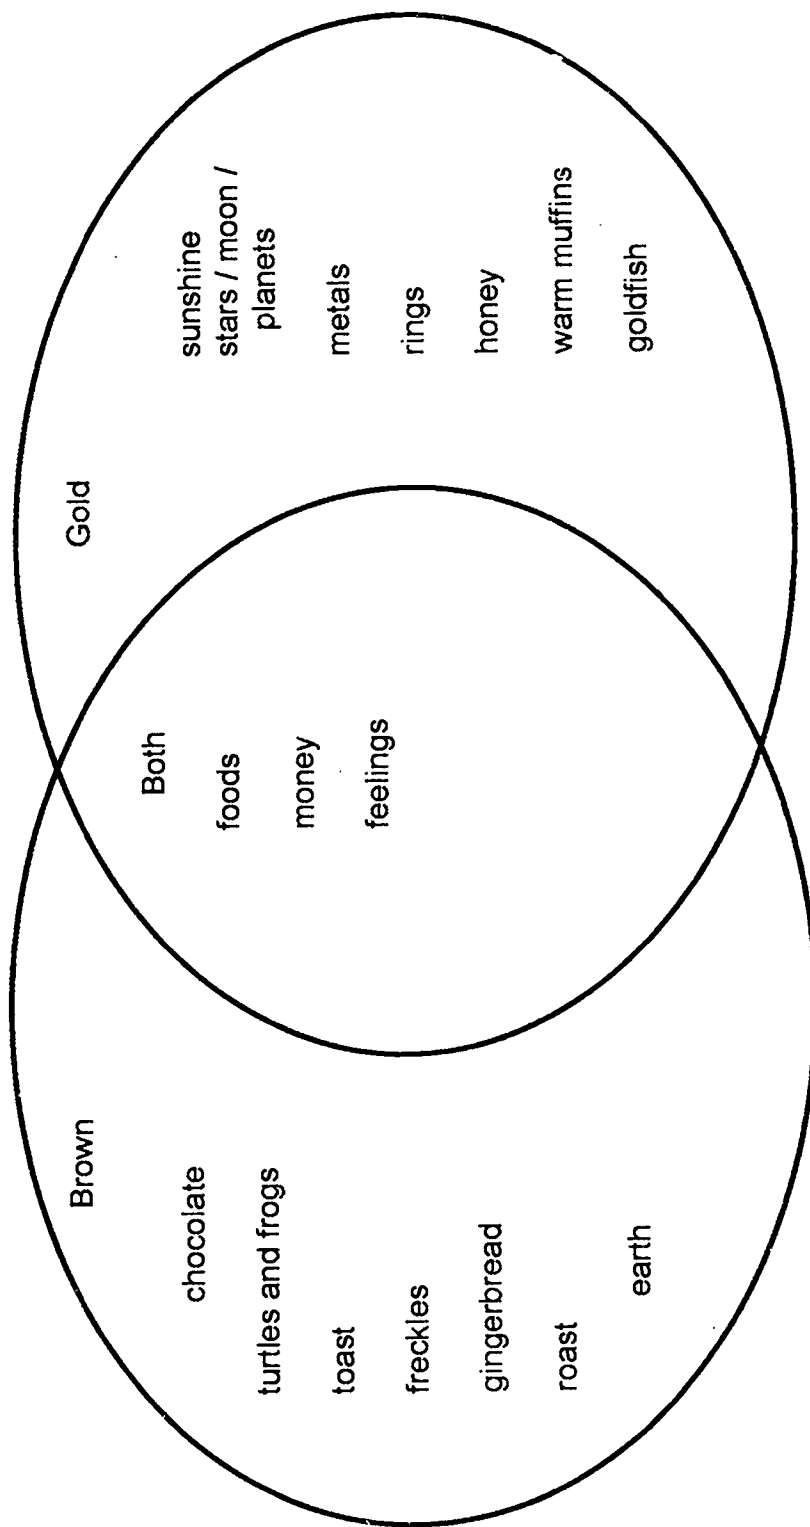 Brown
chocolate
turtles and frogs
toast
freckles
gingerbread
roast
earth
Both
foods
money
feelings
Gold
sunshine
stars / moon /
planets
metals
rings
honey
warm muffins
goldfish